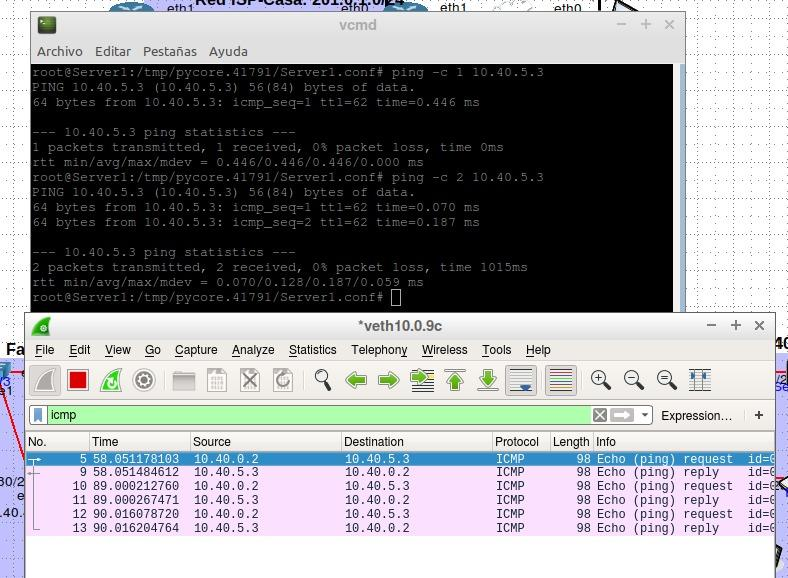 Red ISP-Casa: 201.6.1.0/24
eth1 eth1 eth0
vcmd
Archivo Editar Pestañas Ayuda
root@Server1:/tmp/pycore.41791/Server1.conf# ping -c 1 10.40.5.3
PING 10.40.5.3 (10.40.5.3) 56(84) bytes of data.
64 bytes from 10.40.5.3: icmp_seq=1 ttl=62 time=0.446 ms
--- 10.40.5.3 ping statistics ---
1 packets transmitted, 1 received, 0% packet loss, time 0ms
rtt min/avg/max/mdev = 0.446/0.446/0.446/0.000 ms
root@Server1:/tmp/pycore.41791/Server1.conf# ping -c 2 10.40.5.3
PING 10.40.5.3 (10.40.5.3) 56(84) bytes of data.
64 bytes from 10.40.5.3: icmp_seq=1 ttl=62 time=0.070 ms
64 bytes from 10.40.5.3: icmp_seq=2 ttl=62 time=0.187 ms
--- 10.40.5.3 ping statistics ---
2 packets transmitted, 2 received, 0% packet loss, time 1015ms
rtt min/avg/max/mdev = 0.070/0.128/0.187/0.059 ms
root@Server1:/tmp/pycore.41791/Server1.conf#
*veth10.0.9c
File Edit View Go Capture Analyze Statistics Telephony Wireless Tools Help
icmp Expression... +
No. Time Source Destination Protocol Length Info
5 58.051178103 10.40.0.2 10.40.5.3 ICMP 98 Echo (ping) request id=0
9 58.051484612 10.40.5.3 10.40.0.2 ICMP 98 Echo (ping) reply id=0
10 89.000212760 10.40.0.2 10.40.5.3 ICMP 98 Echo (ping) request id=0
11 89.000267471 10.40.5.3 10.40.0.2 ICMP 98 Echo (ping) reply id=0
12 90.016078720 10.40.0.2 10.40.5.3 ICMP 98 Echo (ping) request id=0
13 90.016204764 10.40.5.3 10.40.0.2 ICMP 98 Echo (ping) reply id=0